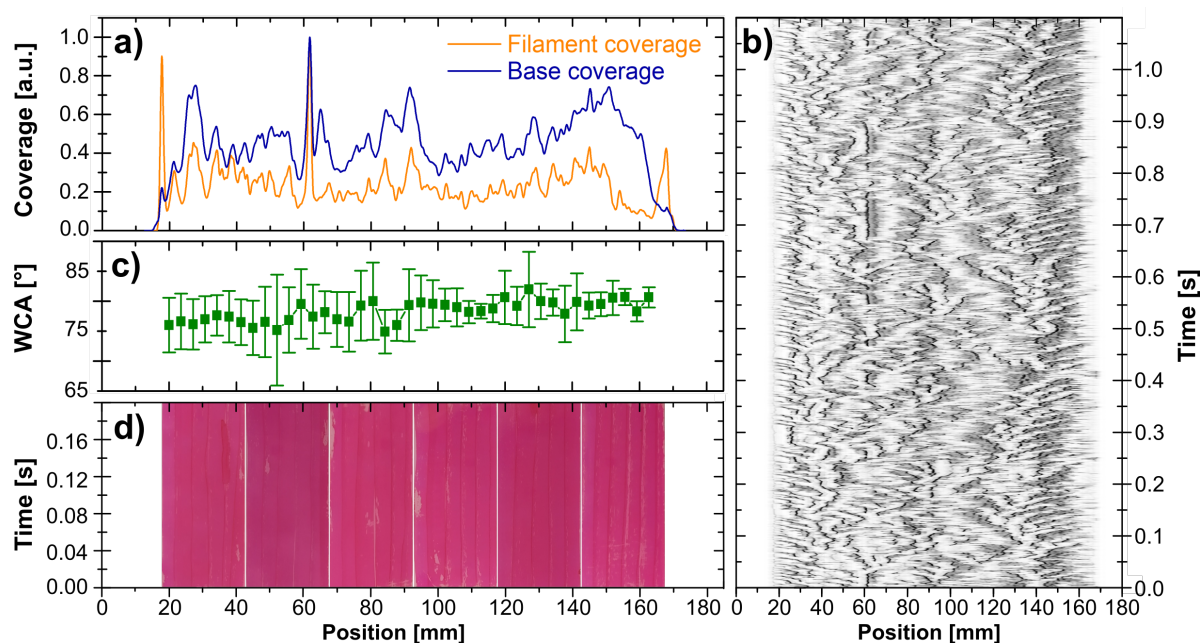 a)
Filament coverage
Base coverage
Coverage [a.u.]
1.0
0.8
0.6
0.4
0.2
0.0
c)
WCA [°]
85
75
65
d)
Time [s]
0.16
0.12
0.08
0.04
0.00
0 20 40 60 80 100 120 140 160 180
Position [mm]
b)
1.0
0.9
0.8
0.7
0.6
0.5
0.4
0.3
0.2
0.1
0.0
Time [s]
0 20 40 60 80 100 120 140 160 180
Position [mm]